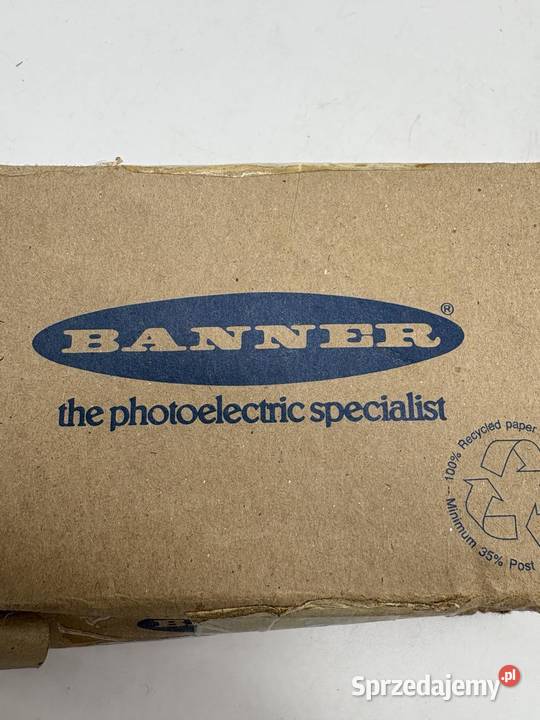 BANNER®
the photoelectric specialist
100% Recycled paper
Minimum 35% Post
B
Sprzedajemy.pl